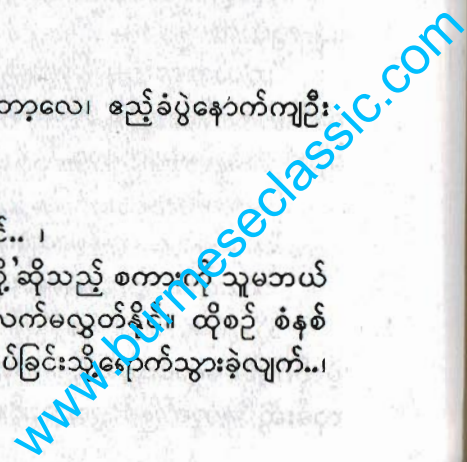 တော့လေ၊ ဧည့်ခံပွဲနောက်ကျဦး
်.. ၊
ို့'ဆိုသည့် စကားကို သူမဘယ်
လက်မလွှတ်နိုင်။ ထိုစဉ် စံနစ်
ပ်ခြင်းသို့ရောက်သွားခဲ့လျက်..၊
www.burmeseclassic.com